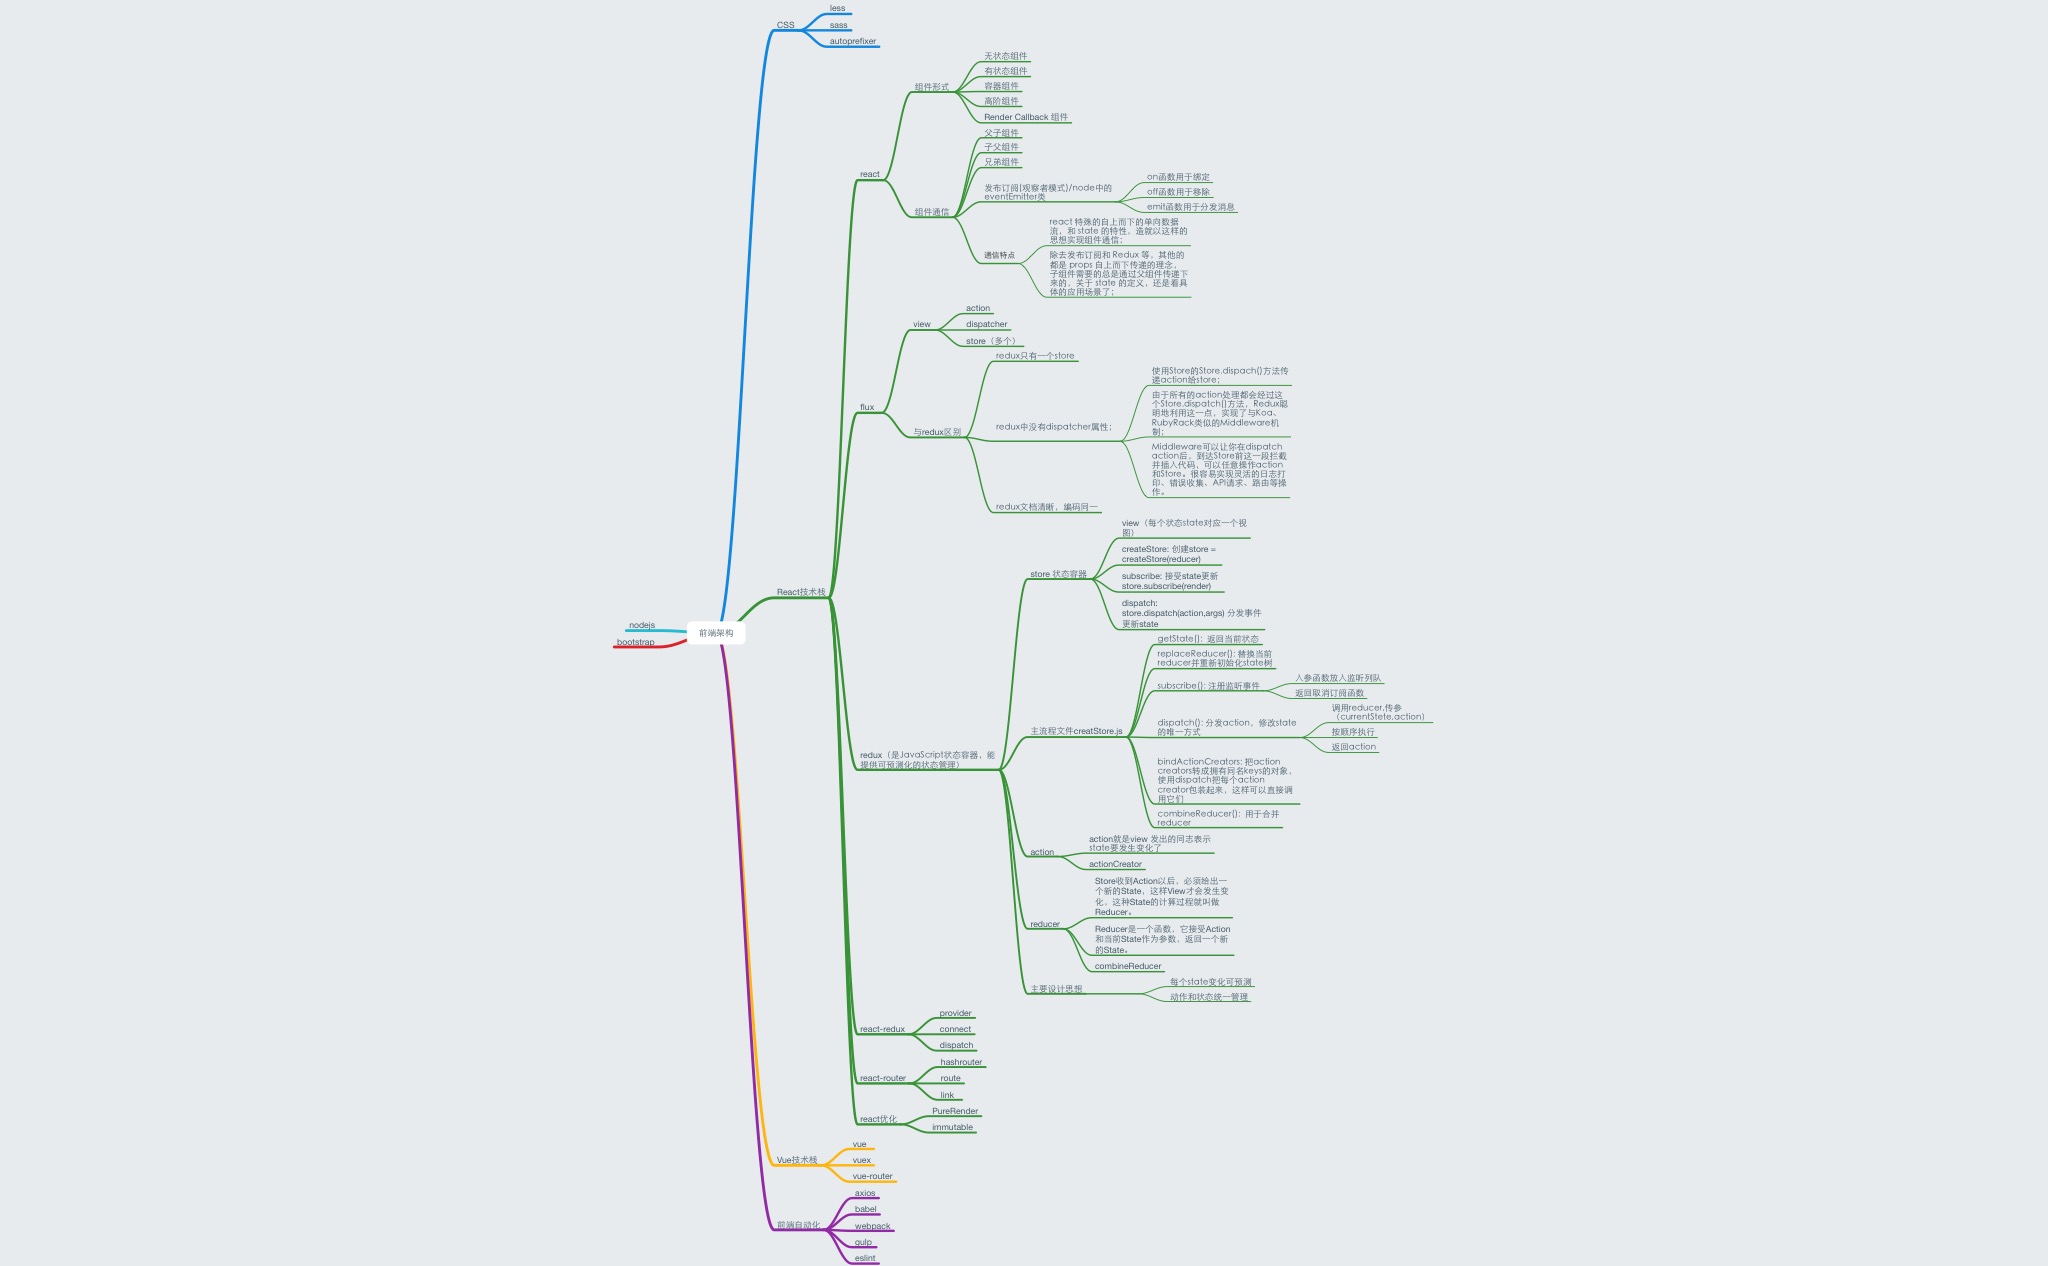 前端架构
nodejs
bootstrap
CSS
less
sass
autoprefixer
React技术栈
react
组件形式
无状态组件
有状态组件
容器组件
高阶组件
Render Callback 组件
组件通信
父子组件
子父组件
兄弟组件
发布订阅(观察者模式)/node中的
eventEmitter类
on函数用于绑定
off函数用于移除
emit函数用于分发消息
通信特点
react 特殊的自上而下的单向数据
流，和 state 的特性，造就以这样的
思想实现组件通信；
除去发布订阅和 Redux 等，其他的
都是 props 自上而下传递的理念，
子组件需要的总是通过父组件传递下
来的，关于 state 的定义，还是看具
体的应用场景了；
flux
view
action
dispatcher
store（多个）
与redux区别
redux只有一个store
redux中没有dispatcher属性；
使用Store的Store.dispach()方法传
递action给store；
由于所有的action处理都会经过这
个Store.dispatch()方法，Redux聪
明地利用这一点，实现了与Koa、
RubyRack类似的Middleware机
制；
Middleware可以让你在dispatch
action后，到达Store前这一段拦截
并插入代码，可以任意操作action
和Store。很容易实现灵活的日志打
印、错误收集、API请求、路由等操
作。
redux文档清晰，编码同一
redux（是JavaScript状态容器，能
提供可预测化的状态管理）
store 状态容器
view（每个状态state对应一个视
图）
createStore: 创建store =
createStore(reducer)
subscribe: 接受state更新
store.subscribe(render)
dispatch:
store.dispatch(action,args) 分发事件
更新state
主流程文件creatStore.js
getState()：返回当前状态
replaceReducer(): 替换当前
reducer并重新初始化state树
subscribe(): 注册监听事件
入参函数放入监听列队
返回取消订阅函数
dispatch(): 分发action，修改state
的唯一方式
调用reducer,传参
（currentStete,action）
按顺序执行
返回action
bindActionCreators: 把action
creators转成拥有同名keys的对象，
使用dispatch把每个action
creator包装起来，这样可以直接调
用它们
combineReducer()：用于合并
reducer
action
action就是view 发出的同志表示
state要发生变化了
actionCreator
reducer
Store收到Action以后，必须给出一
个新的State，这样View才会发生变
化，这种State的计算过程就叫做
Reducer。
Reducer是一个函数，它接受Action
和当前State作为参数，返回一个新
的State。
combineReducer
主要设计思想
每个state变化可预测
动作和状态统一管理
react-redux
provider
connect
dispatch
react-router
hashrouter
route
link
react优化
PureRender
immutable
Vue技术栈
vue
vuex
vue-router
前端自动化
axios
babel
webpack
gulp
eslint